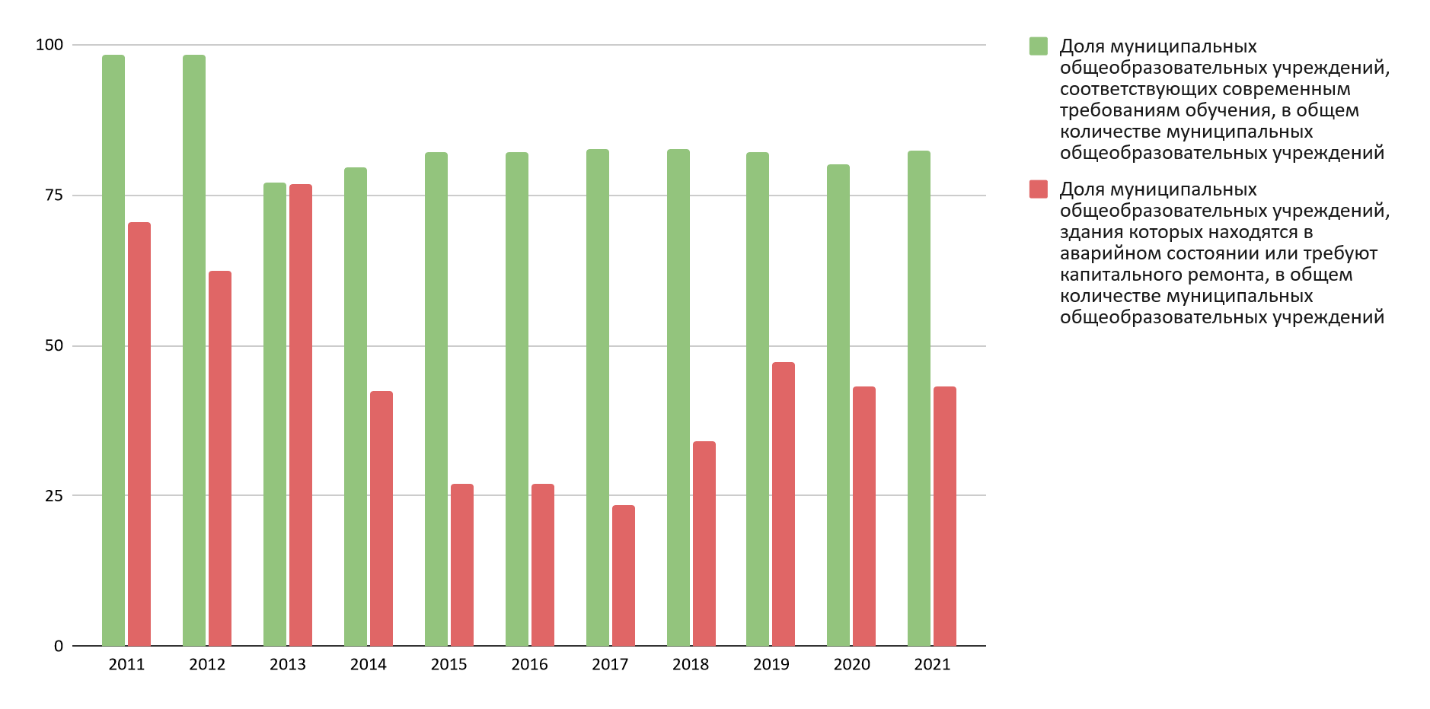 100
75
50
25
0
2011
2012
2013
2014
2015
2016
2017
2018
2019
2020
2021
Доля муниципальных
общеобразовательных учреждений,
соответствующих современным
требованиям обучения, в общем
количестве муниципальных
общеобразовательных учреждений
Доля муниципальных
общеобразовательных учреждений,
здания которых находятся в
аварийном состоянии или требуют
капитального ремонта, в общем
количестве муниципальных
общеобразовательных учреждений